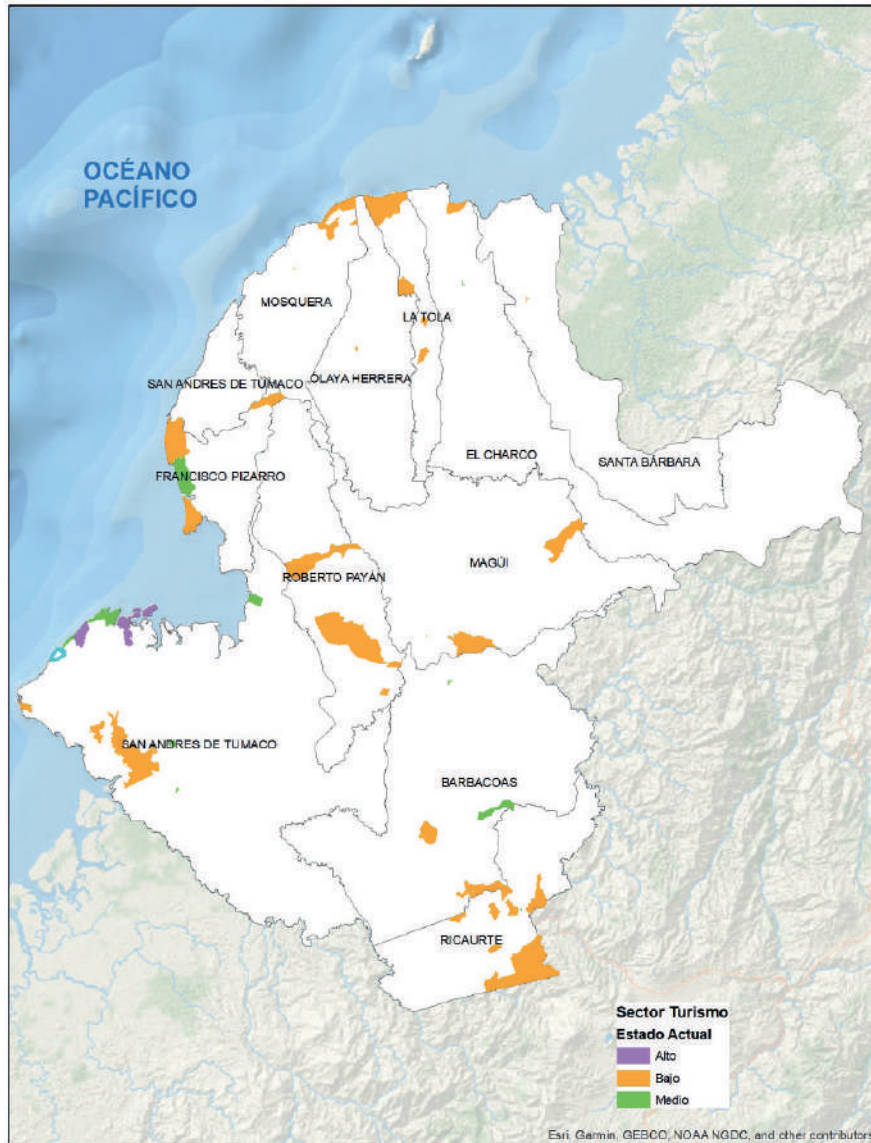 OCÉANO
PACÍFICO
MOSQUERA
LA TOLA
SAN ANDRES DE TUMACO
OLAYA HERRERA
EL CHARCO
SANTA BÁRBARA
FRANCISCO PIZARRO
MAGÜI
ROBERTO PAYÁN
SAN ANDRES DE TUMACO
BARBACOAS
RICAURTE
Sector Turismo
Estado Actual
Alto
Bajo
Medio
Esri, Garmin, GEBCO, NOAA NGDC, and other contributors